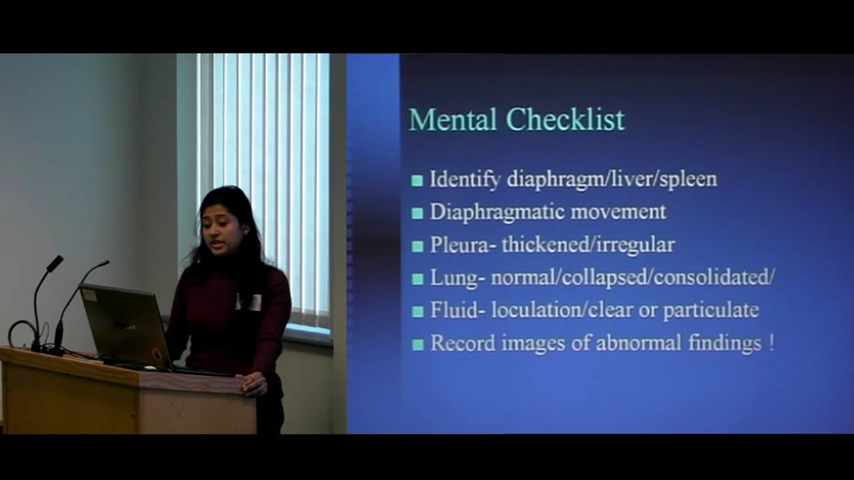 Mental Checklist
Identify diaphragm/liver/spleen
Diaphragmatic movement
Pleura- thickened/irregular
Lung- normal/collapsed/consolidated/
Fluid- loculation/clear or particulate
Record images of abnormal findings !